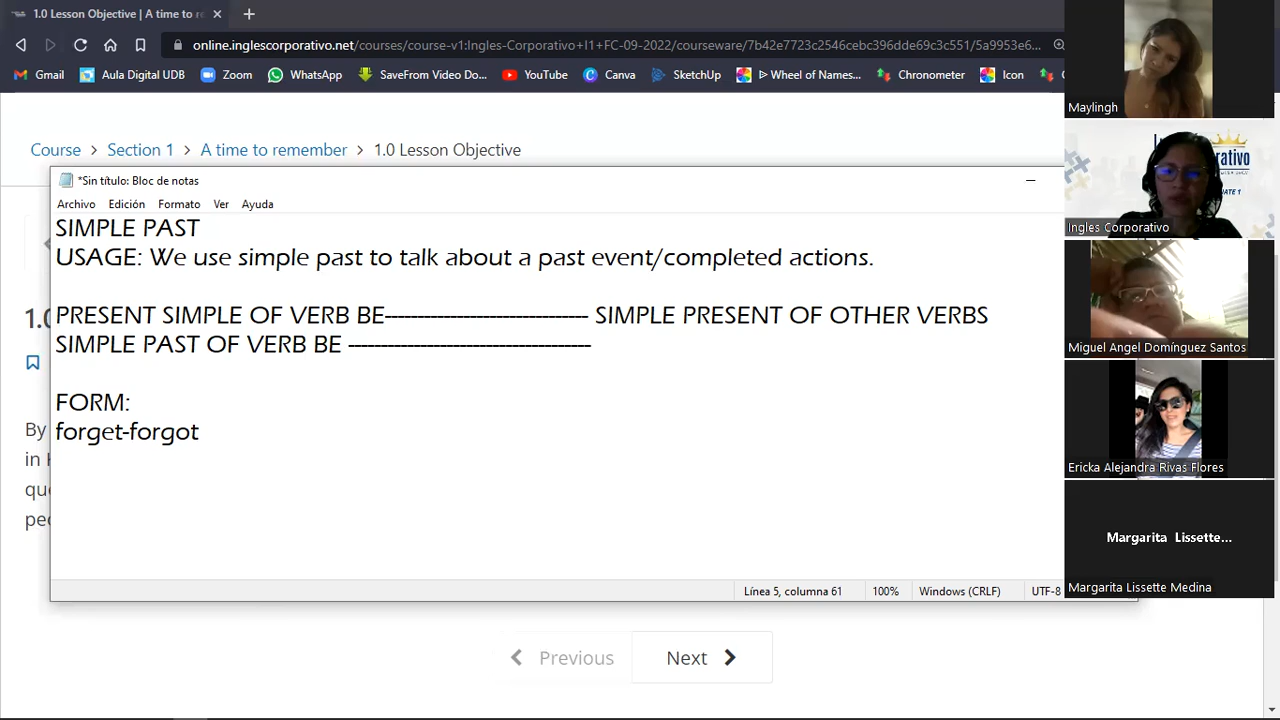 1.0 Lesson Objective | A time to re
online.inglescorporativo.net/courses/course-v1:Ingles-Corporativo+I1+FC-09-2022/courseware/7b42e7723c2546cebc396dde69c3c551/5a9953e6...
Gmail Aula Digital UDB Zoom WhatsApp SaveFrom Video Do... YouTube Canva SketchUp ᐈ Wheel of Names... Chronometer Icon
Course > Section 1 > A time to remember > 1.0 Lesson Objective
*Sin título: Bloc de notas
Archivo Edición Formato Ver Ayuda
SIMPLE PAST
USAGE: We use simple past to talk about a past event/completed actions.
PRESENT SIMPLE OF VERB BE------------------------------- SIMPLE PRESENT OF OTHER VERBS
SIMPLE PAST OF VERB BE -------------------------------------
FORM:
forget-forgot
1.0
By
in
que
Línea 5, columna 61 100% Windows (CRLF) UTF-8
Previous Next
Maylingh
Ingles Corporativo
Miguel Angel Domínguez Santos
Ericka Alejandra Rivas Flores
Margarita Lissette...
Margarita Lissette Medina